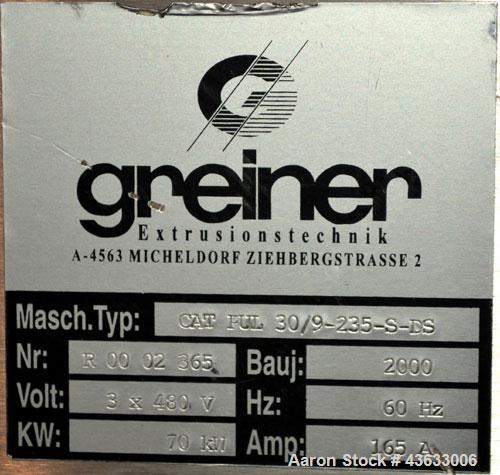 G
greiner
Extrusionstechnik
A-4563 MICHELDORF ZIEHBERGSTRASSE 2
Masch.Typ: CAT PUL 30/9-235-S-DS
Nr: R 00 02 365 Bauj: 2000
Volt: 3 x 480 V Hz: 60 Hz
KW: 70 kW Amp: 165 A
Aaron Stock # 43633006